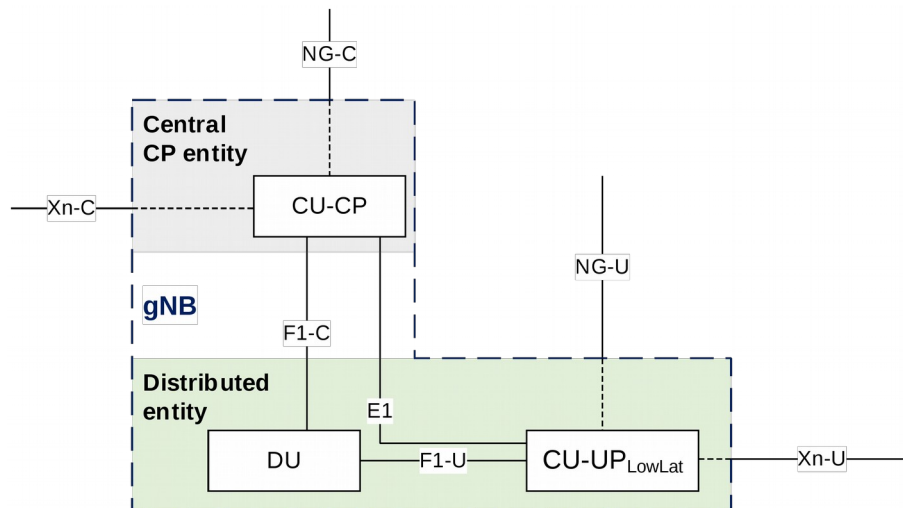 NG-C
Central
CP entity
CU-CP
Xn-C
NG-U
gNB
F1-C
Distributed
entity
E1
DU
F1-U
CU-UPLowLat
Xn-U